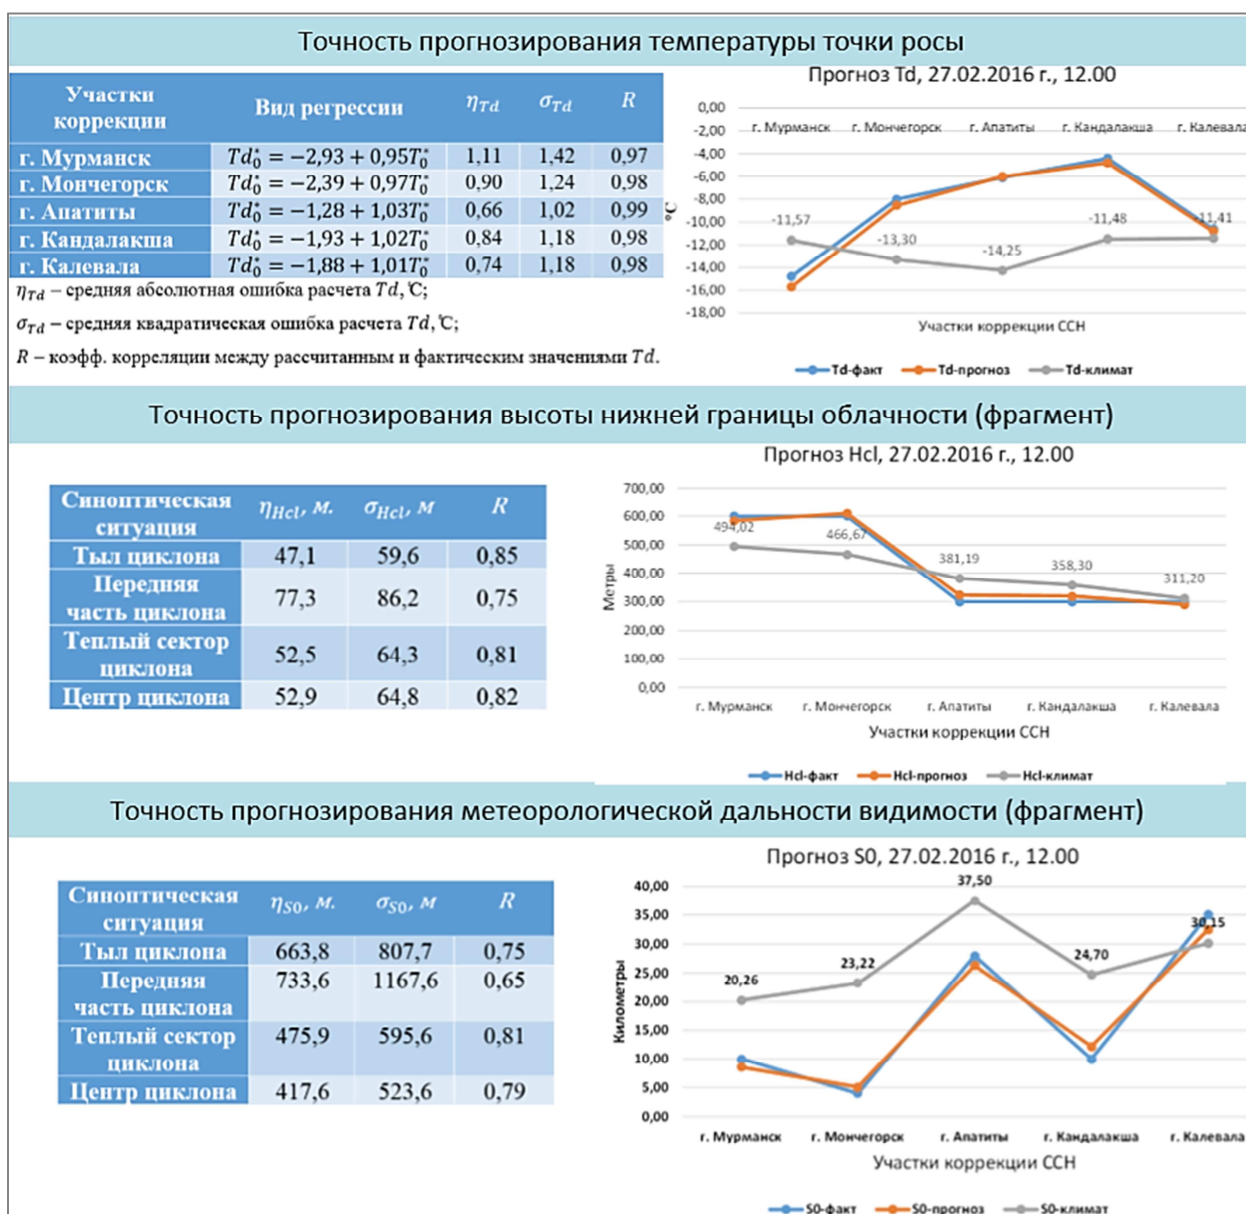 Точность прогнозирования температуры точки росы
Участки коррекции Вид регрессии η_Td σ_Td R
г. Мурманск Td₀* = −2,93 + 0,95T₀* 1,11 1,42 0,97
г. Мончегорск Td₀* = −2,39 + 0,97T₀* 0,90 1,24 0,98
г. Апатиты Td₀* = −1,28 + 1,03T₀* 0,66 1,02 0,99
г. Кандалакша Td₀* = −1,93 + 1,02T₀* 0,84 1,18 0,98
г. Калевала Td₀* = −1,88 + 1,01T₀* 0,74 1,18 0,98
η_Td – средняя абсолютная ошибка расчета Td, ℃;
σ_Td – средняя квадратическая ошибка расчета Td, ℃;
R – коэфф. корреляции между рассчитанным и фактическим значениями Td.
Прогноз Td, 27.02.2016 г., 12.00
0,00
-2,00
-4,00
-6,00
-8,00
-10,00
-12,00
-14,00
-16,00
-18,00
°C
г. Мурманск г. Мончегорск г. Апатиты г. Кандалакша г. Калевала
-11,57 -13,30 -14,25 -11,48 -11,41
Участки коррекции ССН
Td-факт Td-прогноз Td-климат
Точность прогнозирования высоты нижней границы облачности (фрагмент)
Синоптическая ситуация η_Hcl, м. σ_Hcl, м R
Тыл циклона 47,1 59,6 0,85
Передняя часть циклона 77,3 86,2 0,75
Теплый сектор циклона 52,5 64,3 0,81
Центр циклона 52,9 64,8 0,82
Прогноз Hcl, 27.02.2016 г., 12.00
700,00
600,00
500,00
400,00
300,00
200,00
100,00
0,00
Метры
494,02 466,67 381,19 358,30 311,20
г. Мурманск г. Мончегорск г. Апатиты г. Кандалакша г. Калевала
Участки коррекции ССН
Hcl-факт Hcl-прогноз Hcl-климат
Точность прогнозирования метеорологической дальности видимости (фрагмент)
Синоптическая ситуация η_S0, м. σ_S0, м R
Тыл циклона 663,8 807,7 0,75
Передняя часть циклона 733,6 1167,6 0,65
Теплый сектор циклона 475,9 595,6 0,81
Центр циклона 417,6 523,6 0,79
Прогноз S0, 27.02.2016 г., 12.00
40,00
35,00
30,00
25,00
20,00
15,00
10,00
5,00
0,00
Километры
20,26 23,22 37,50 24,70 30,15
г. Мурманск г. Мончегорск г. Апатиты г. Кандалакша г. Калевала
Участки коррекции ССН
S0-факт S0-прогноз S0-климат